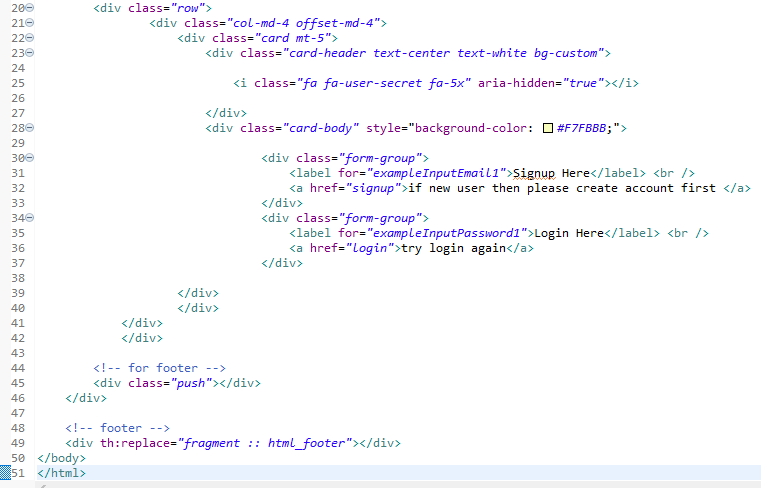 20 <div class="row">
21 <div class="col-md-4 offset-md-4">
22 <div class="card mt-5">
23 <div class="card-header text-center text-white bg-custom">
24
25 <i class="fa fa-user-secret fa-5x" aria-hidden="true"></i>
26
27 </div>
28 <div class="card-body" style="background-color: #F7FBBB;">
29
30 <div class="form-group">
31 <label for="exampleInputEmail1">Signup Here</label> <br />
32 <a href="signup">if new user then please create account first </a>
33 </div>
34 <div class="form-group">
35 <label for="exampleInputPassword1">Login Here</label> <br />
36 <a href="login">try login again</a>
37 </div>
38
39 </div>
40 </div>
41 </div>
42 </div>
43
44 <!-- for footer -->
45 <div class="push"></div>
46 </div>
47
48 <!-- footer -->
49 <div th:replace="fragment :: html_footer"></div>
50 </body>
51 </html>